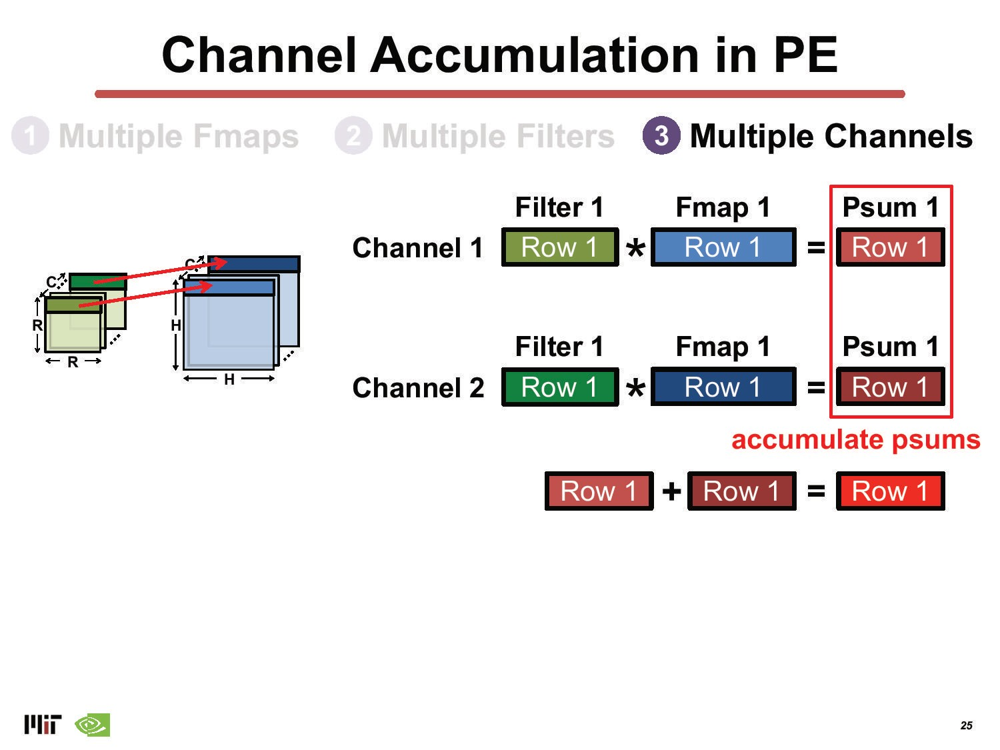 Channel Accumulation in PE
1 Multiple Fmaps 2 Multiple Filters 3 Multiple Channels
Filter 1 Fmap 1 Psum 1
Channel 1 Row 1 * Row 1 = Row 1
C C
R H
R H
Filter 1 Fmap 1 Psum 1
Channel 2 Row 1 * Row 1 = Row 1
accumulate psums
Row 1 + Row 1 = Row 1
MIT
25